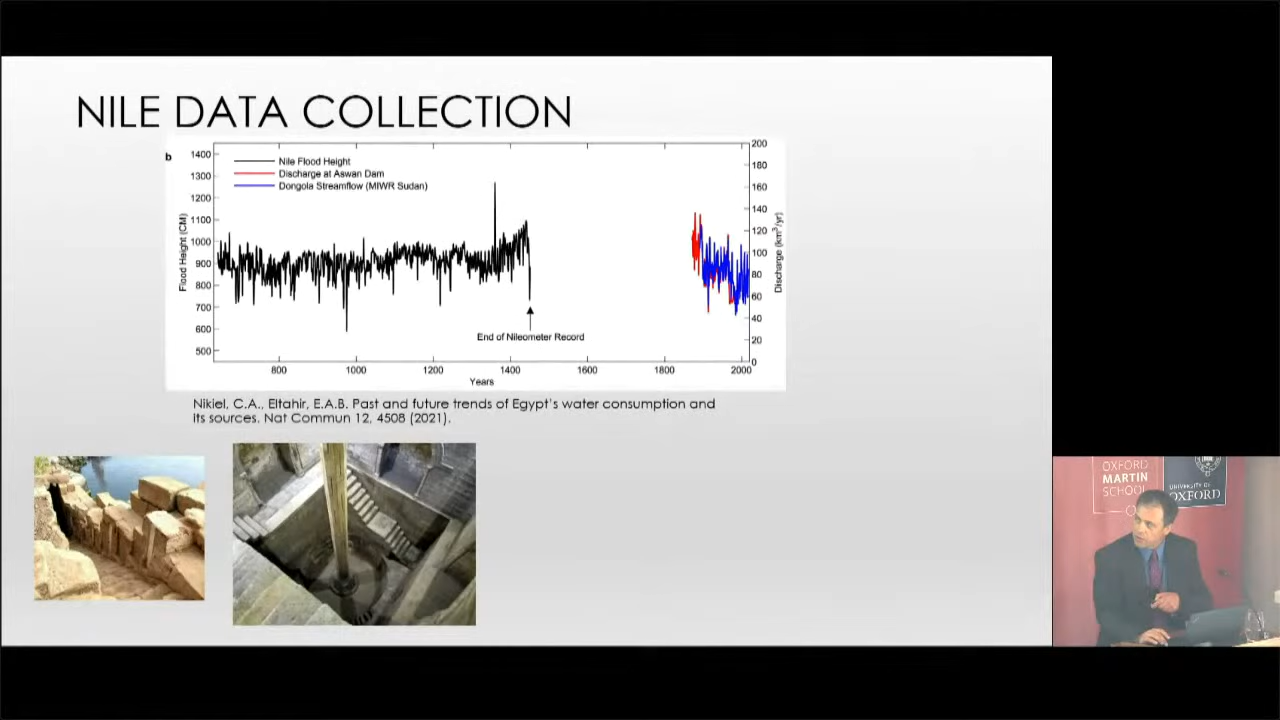 NILE DATA COLLECTION
b
1400
1300
1200
1100
1000
900
800
700
600
500
Flood Height (CM)
Nile Flood Height
Discharge at Aswan Dam
Dongola Streamflow (MIWR Sudan)
End of Nileometer Record
200
180
160
140
120
100
80
60
40
20
0
Discharge (km³/yr)
800 1000 1200 1400 1600 1800 2000
Years
Nikiel, C.A., Eltahir, E.A.B. Past and future trends of Egypt's water consumption and
its sources. Nat Commun 12, 4508 (2021).
OXFORD
MARTIN
SCHOOL
UNIVERSITY OF
OXFORD